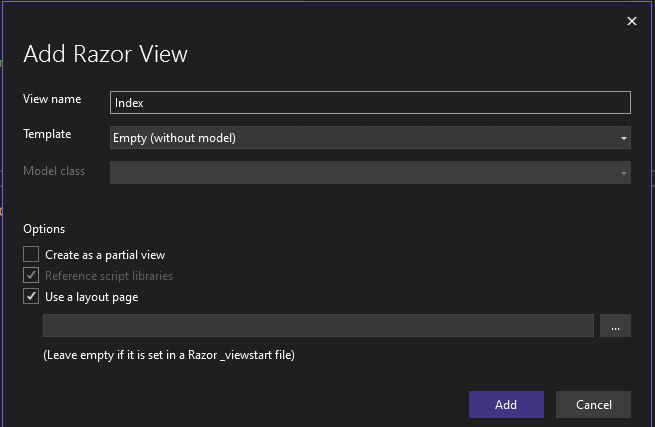 Add Razor View
View name
Index
Template
Empty (without model)
Model class
Options
Create as a partial view
Reference script libraries
Use a layout page
...
(Leave empty if it is set in a Razor _viewstart file)
Add
Cancel